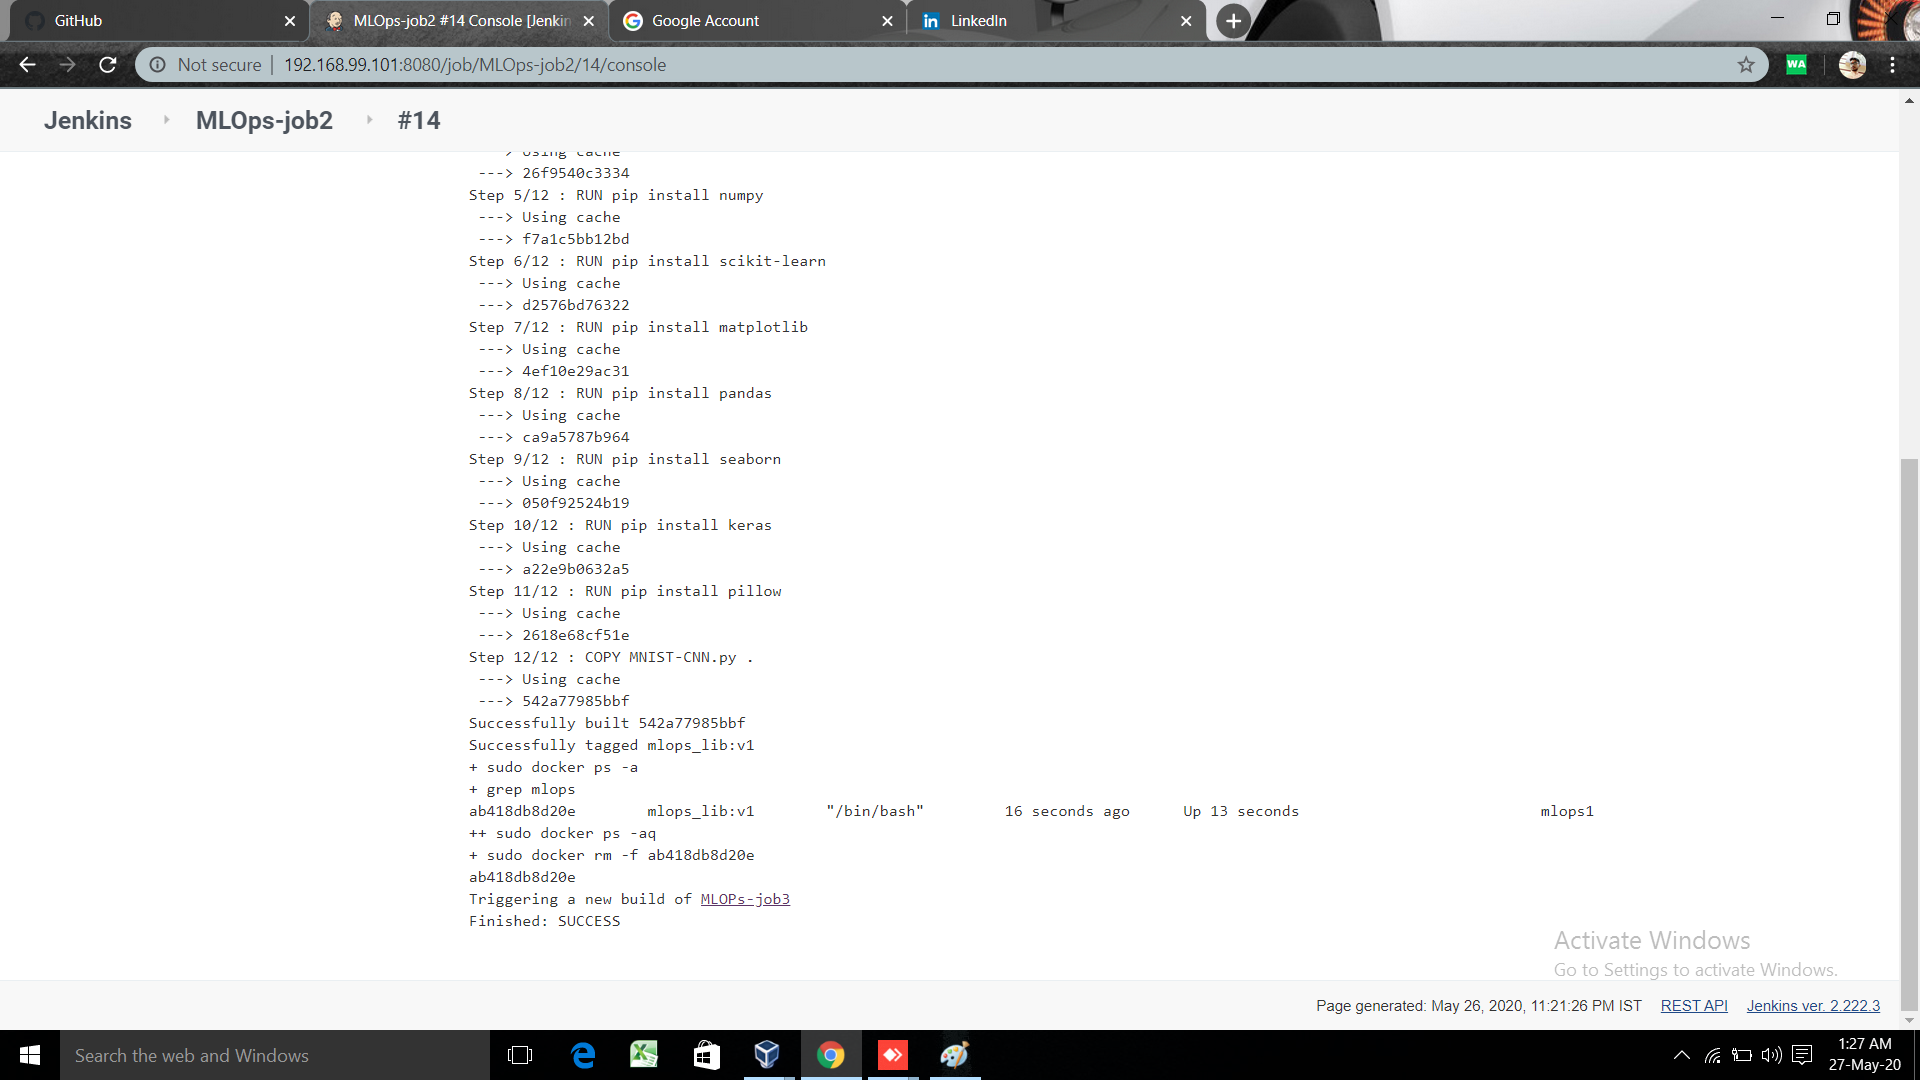 GitHub
MLOps-job2 #14 Console [Jenkin
Google Account
LinkedIn
Not secure | 192.168.99.101:8080/job/MLOps-job2/14/console
WA
Jenkins MLOps-job2 #14
---> Using cache
---> 26f9540c3334
Step 5/12 : RUN pip install numpy
---> Using cache
---> f7a1c5bb12bd
Step 6/12 : RUN pip install scikit-learn
---> Using cache
---> d2576bd76322
Step 7/12 : RUN pip install matplotlib
---> Using cache
---> 4ef10e29ac31
Step 8/12 : RUN pip install pandas
---> Using cache
---> ca9a5787b964
Step 9/12 : RUN pip install seaborn
---> Using cache
---> 050f92524b19
Step 10/12 : RUN pip install keras
---> Using cache
---> a22e9b0632a5
Step 11/12 : RUN pip install pillow
---> Using cache
---> 2618e68cf51e
Step 12/12 : COPY MNIST-CNN.py .
---> Using cache
---> 542a77985bbf
Successfully built 542a77985bbf
Successfully tagged mlops_lib:v1
+ sudo docker ps -a
+ grep mlops
ab418db8d20e mlops_lib:v1 "/bin/bash" 16 seconds ago Up 13 seconds mlops1
++ sudo docker ps -aq
+ sudo docker rm -f ab418db8d20e
ab418db8d20e
Triggering a new build of MLOPs-job3
Finished: SUCCESS
Activate Windows
Go to Settings to activate Windows.
Page generated: May 26, 2020, 11:21:26 PM IST REST API Jenkins ver. 2.222.3
Search the web and Windows
1:27 AM
27-May-20